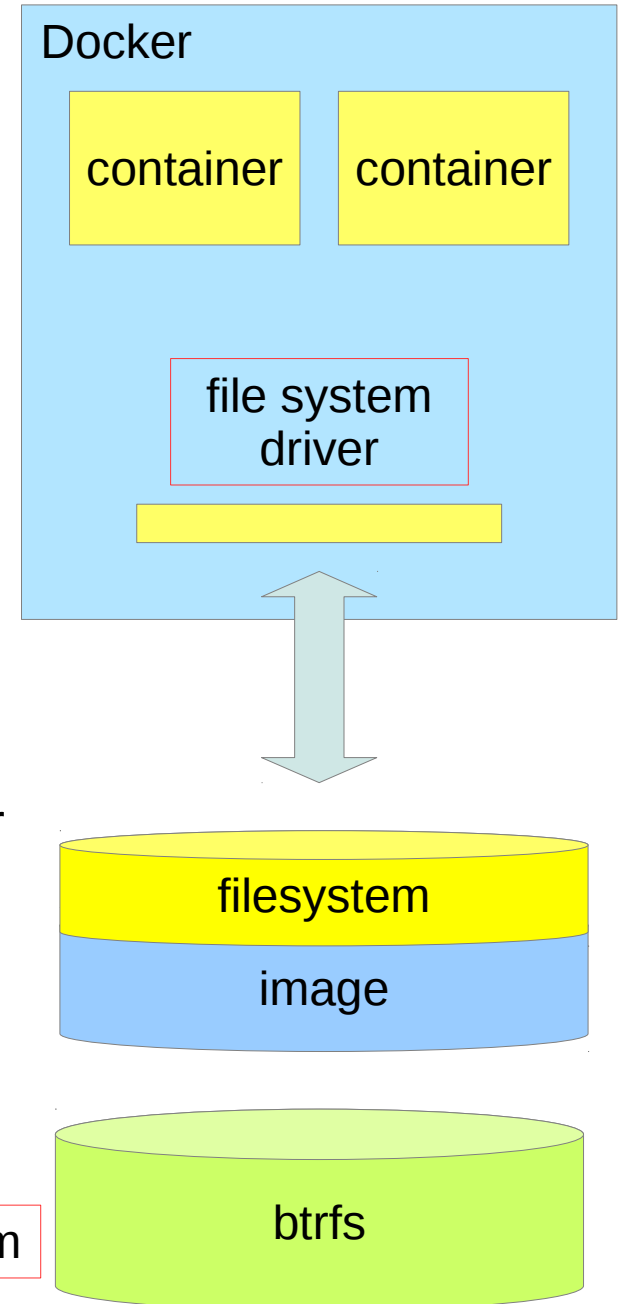 Docker
container container
file system
driver
filesystem
image
btrfs